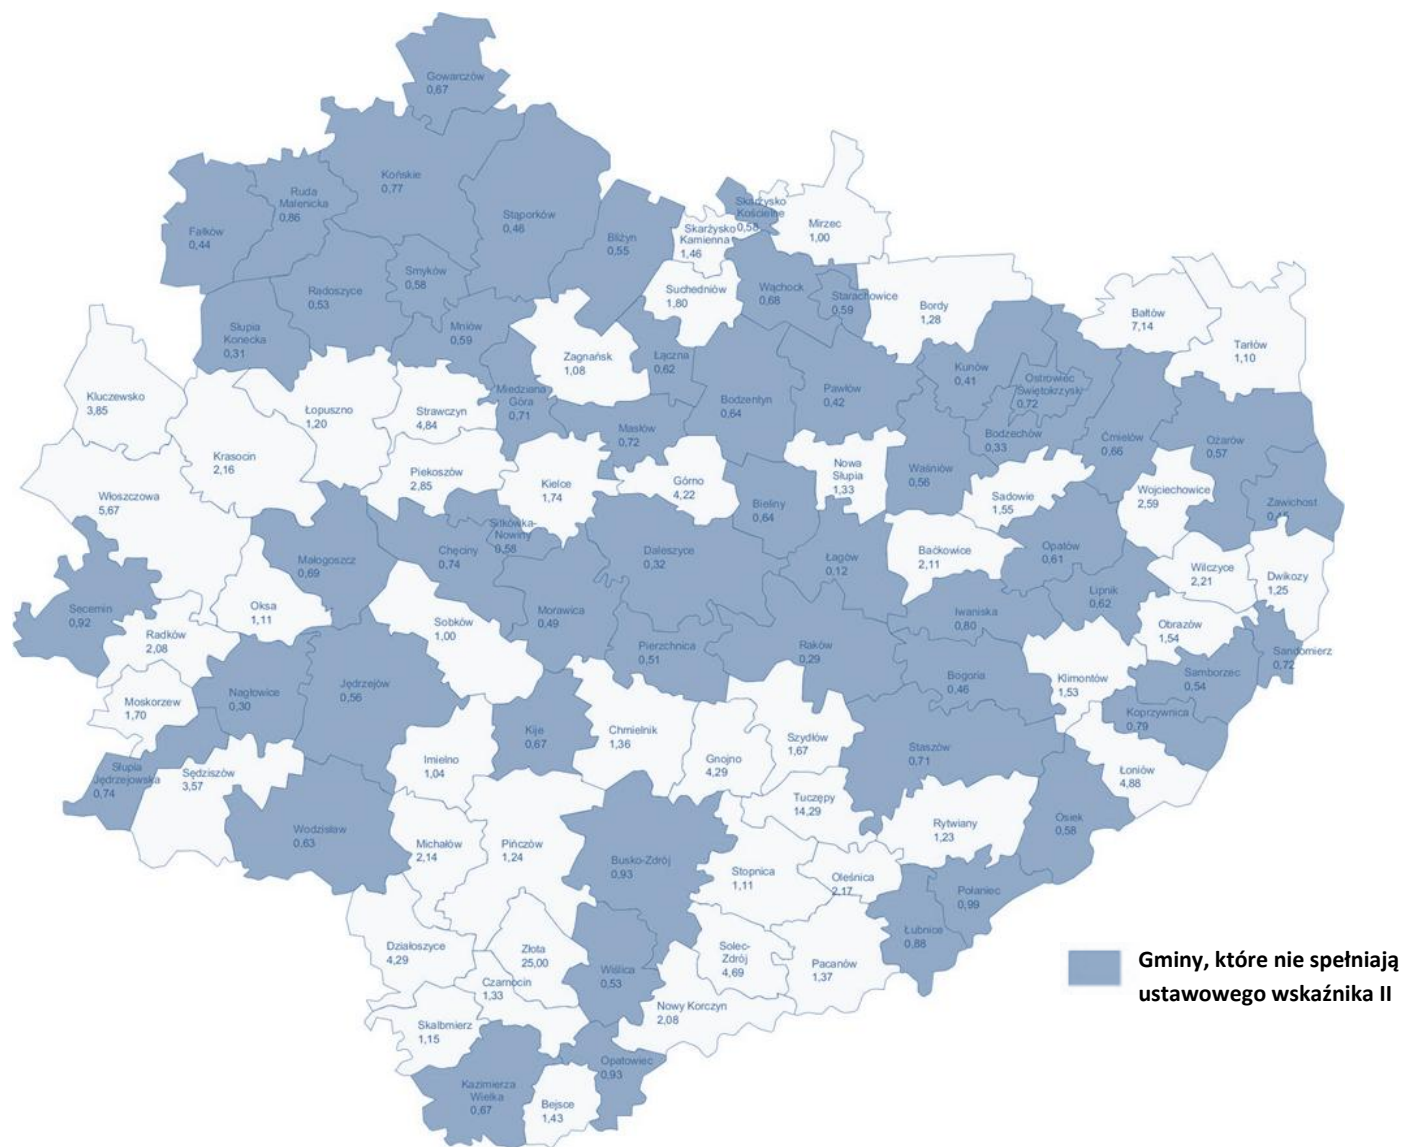 Gowarczów
0,67
Końskie
0,77
Ruda
Malenicka
0,86
Stąporków
0,46
Fałków
0,44
Bliżyn
0,55
Skarżysko
Kościelne
0,58
Skarżysko
Kamienna
1,46
Mirzec
1,00
Smyków
0,58
Radoszyce
0,53
Suchedniów
1,80
Wąchock
0,68
Starachowice
0,59
Bordy
1,28
Bałtów
7,14
Tarłów
1,10
Słupia
Konecka
0,31
Mniów
0,59
Zagnańsk
1,08
Łączna
0,62
Kluczewsko
3,85
Łopuszno
1,20
Strawczyn
4,84
Miedziana
Góra
0,71
Bodzentyn
0,64
Pawłów
0,42
Kunów
0,41
Ostrowiec
Świętokrzyski
0,72
Masłów
0,72
Bodzechów
0,33
Ćmielów
0,66
Ożarów
0,57
Krasocin
2,16
Piekoszów
2,85
Kielce
1,74
Górno
4,22
Nowa
Słupia
1,33
Waśniów
0,56
Sadowie
1,55
Wojciechowice
2,59
Zawichost
Włoszczowa
5,67
Bieliny
0,64
Sitkówka-
Nowiny
0,58
Małogoszcz
0,69
Chęciny
0,74
Daleszyce
0,32
Łagów
0,12
Baćkowice
2,11
Opatów
0,61
Wilczyce
2,21
Dwikozy
1,25
Secemin
0,92
Oksa
1,11
Sobków
1,00
Morawica
0,49
Iwaniska
0,80
Lipnik
0,62
Obrazów
1,54
Radków
2,08
Pierzchnica
0,51
Raków
0,29
Sandomierz
0,72
Moskorzew
1,70
Nagłowice
0,30
Jędrzejów
0,56
Bogoria
0,46
Klimontów
1,53
Samborzec
0,54
Koprzywnica
0,79
Kije
0,67
Chmielnik
1,36
Szydłów
1,67
Staszów
0,71
Słupia
Jędrzejowska
0,74
Sędziszów
3,57
Imielno
1,04
Gnojno
4,29
Łoniów
4,88
Tuczępy
14,29
Wodzisław
0,63
Michałów
2,14
Pińczów
1,24
Rytwiany
1,23
Osiek
0,58
Busko-Zdrój
0,93
Stopnica
1,11
Oleśnica
2,17
Połaniec
0,99
Działoszyce
4,29
Złota
25,00
Solec-
Zdrój
4,69
Pacanów
1,37
Łubnice
0,88
Czarnocin
1,33
Wiślica
0,53
Nowy Korczyn
2,08
Skalbmierz
1,15
Opatowiec
0,93
Kazimierza
Wielka
0,67
Bejsce
1,43
Gminy, które nie spełniają
ustawowego wskaźnika II